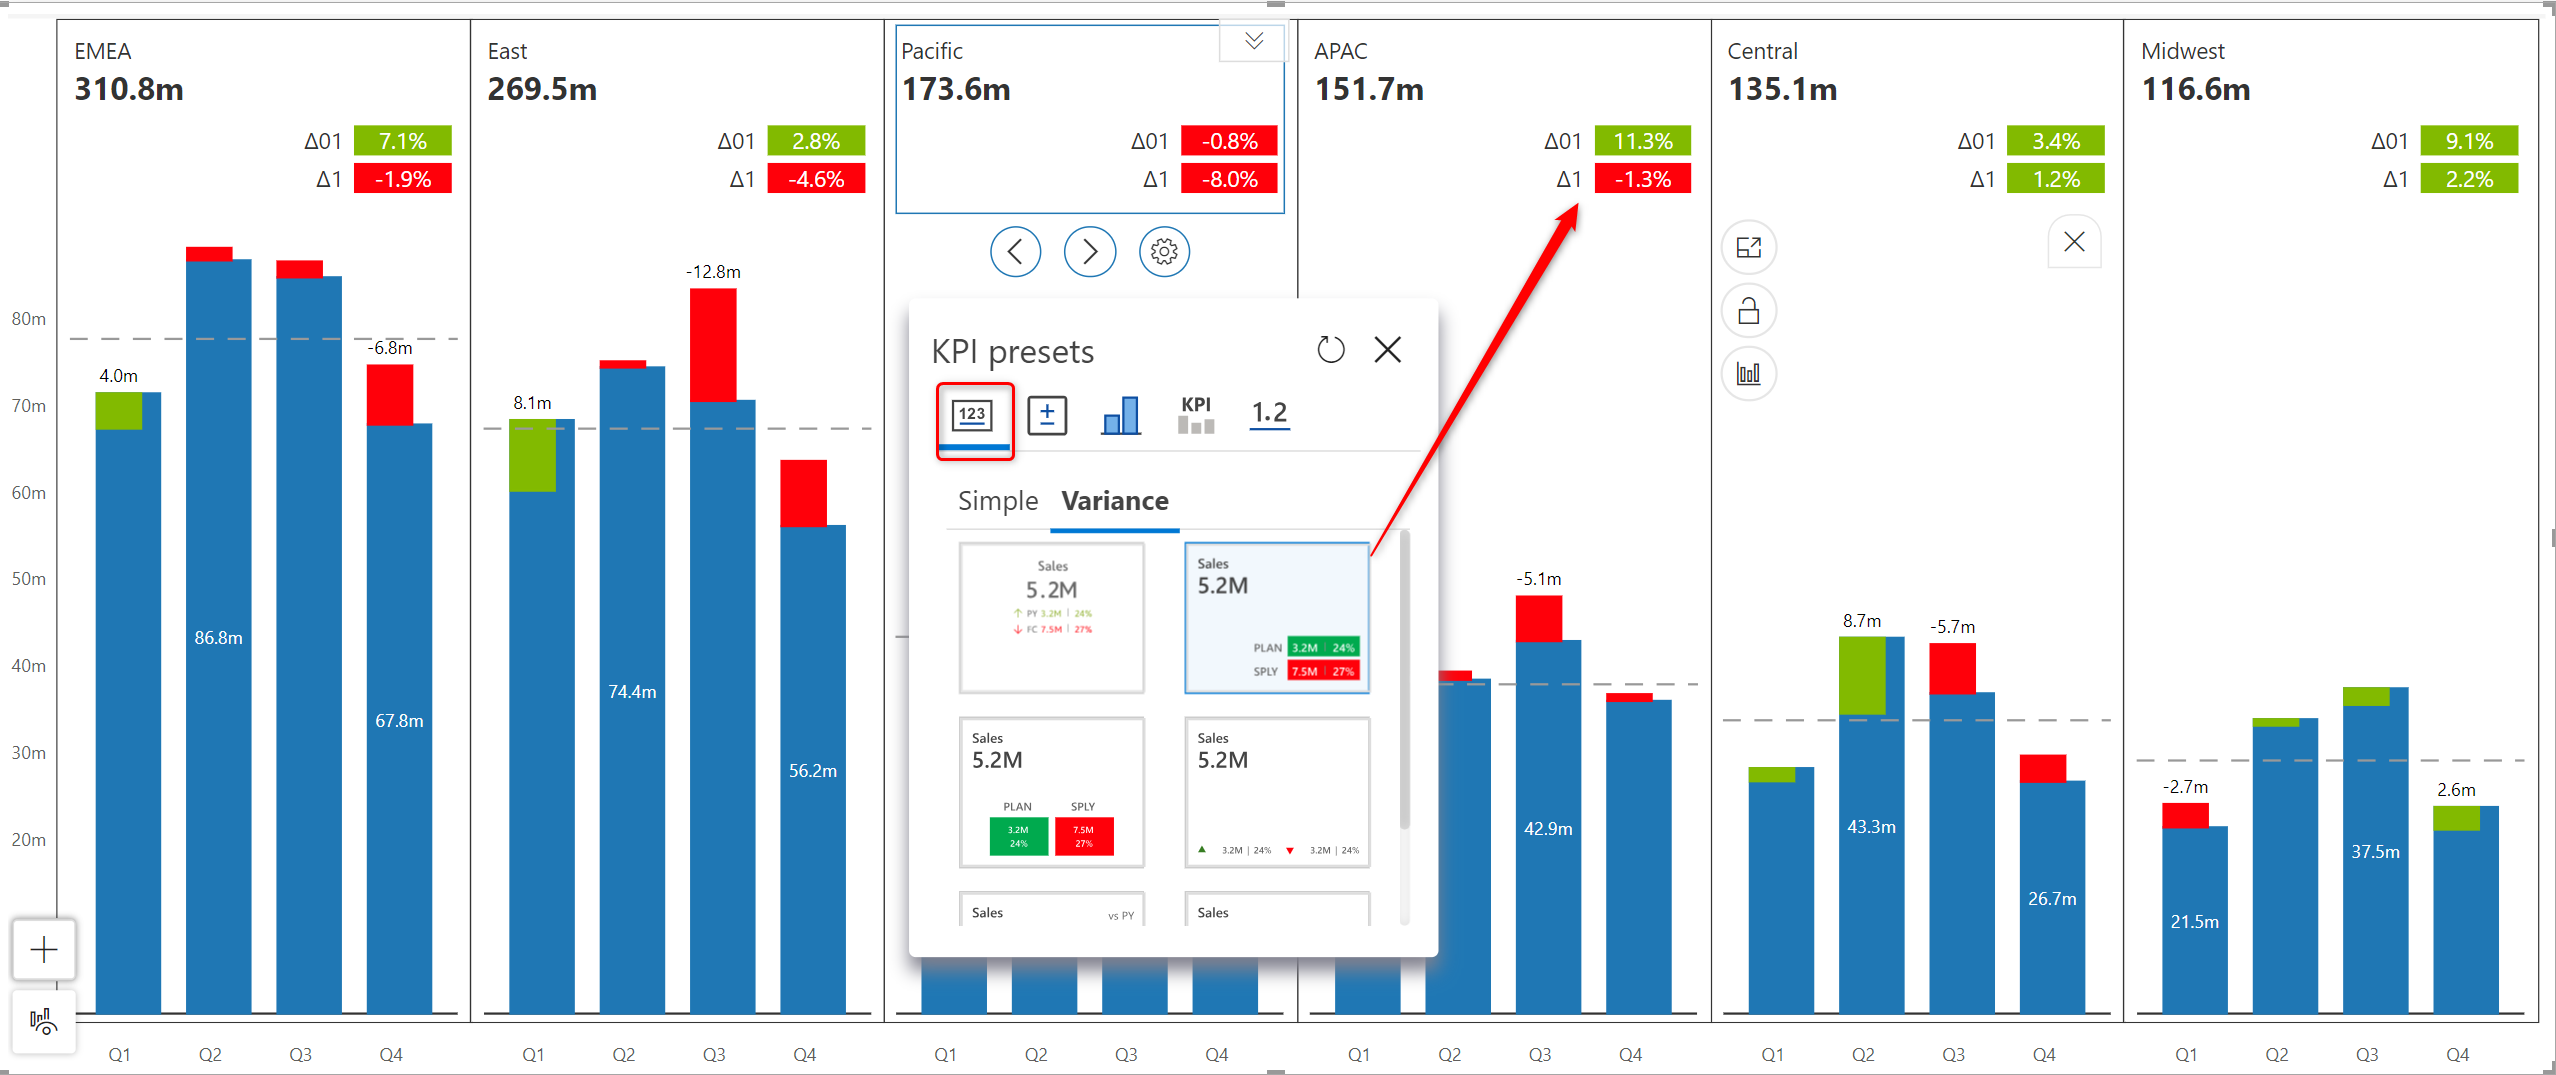 EMEA
310.8m
Δ01 7.1%
Δ1 -1.9%
East
269.5m
Δ01 2.8%
Δ1 -4.6%
Pacific
173.6m
Δ01 -0.8%
Δ1 -8.0%
APAC
151.7m
Δ01 11.3%
Δ1 -1.3%
Central
135.1m
Δ01 3.4%
Δ1 1.2%
Midwest
116.6m
Δ01 9.1%
Δ1 2.2%
80m
70m
60m
50m
40m
30m
20m
4.0m
-6.8m
86.8m
67.8m
Q1 Q2 Q3 Q4
8.1m
-12.8m
74.4m
56.2m
Q1 Q2 Q3 Q4
KPI presets
123
KPI
1.2
Simple Variance
Sales
5.2M
PY 3.2M | 24%
FC 7.5M | 27%
Sales
5.2M
PLAN 3.2M | 24%
SPLY 7.5M | 27%
Sales
5.2M
PLAN SPLY
3.2M 7.5M
24% 27%
Sales
5.2M
3.2M | 24% 3.2M | 24%
Sales vs PY
Sales
Q1 Q2 Q3 Q4
-5.1m
42.9m
Q1 Q2 Q3 Q4
8.7m
-5.7m
43.3m
26.7m
Q1 Q2 Q3 Q4
-2.7m
2.6m
37.5m
21.5m
Q1 Q2 Q3 Q4